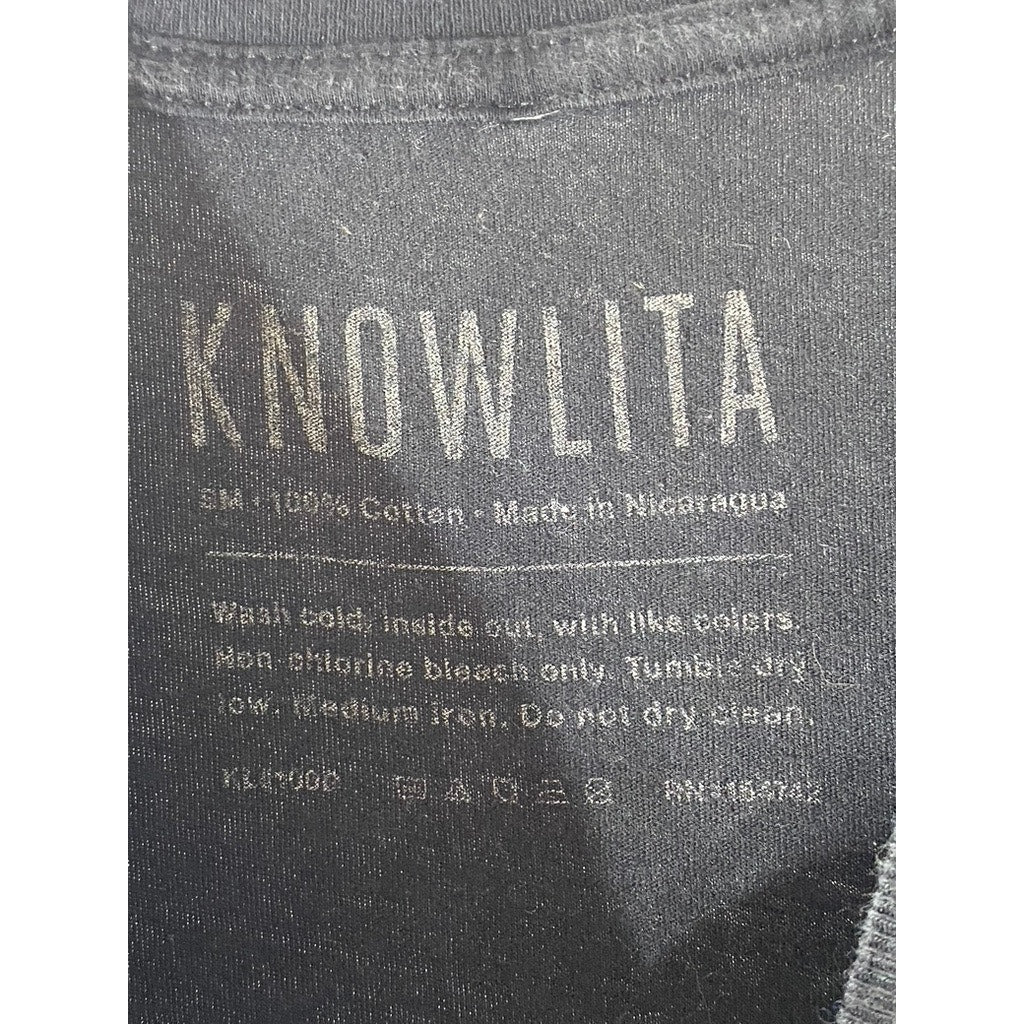 KNOWLITA
SM • 100% Cotton • Made in Nicaragua
Wash cold, inside out, with like colors.
Non-chlorine bleach only. Tumble dry
low. Medium iron. Do not dry clean.